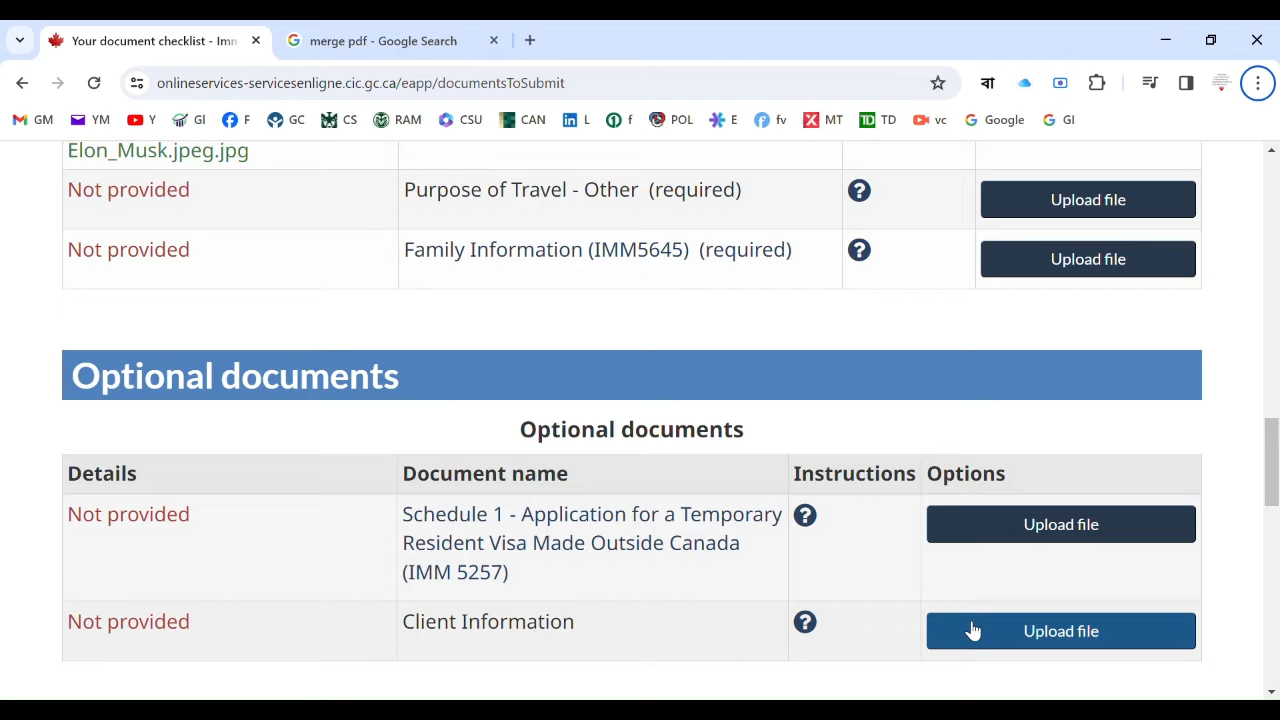 Your document checklist - Imm
merge pdf - Google Search
onlineservices-servicesenligne.cic.gc.ca/eapp/documentsToSubmit
বা
GM YM Y GI F GC CS RAM CSU CAN L f POL E fv MT TD vc Google GI
Elon_Musk.jpeg.jpg
Not provided Purpose of Travel - Other (required) ? Upload file
Not provided Family Information (IMM5645) (required) ? Upload file
Optional documents
Optional documents
Details Document name Instructions Options
Not provided Schedule 1 - Application for a Temporary ? Upload file
Resident Visa Made Outside Canada
(IMM 5257)
Not provided Client Information ? Upload file